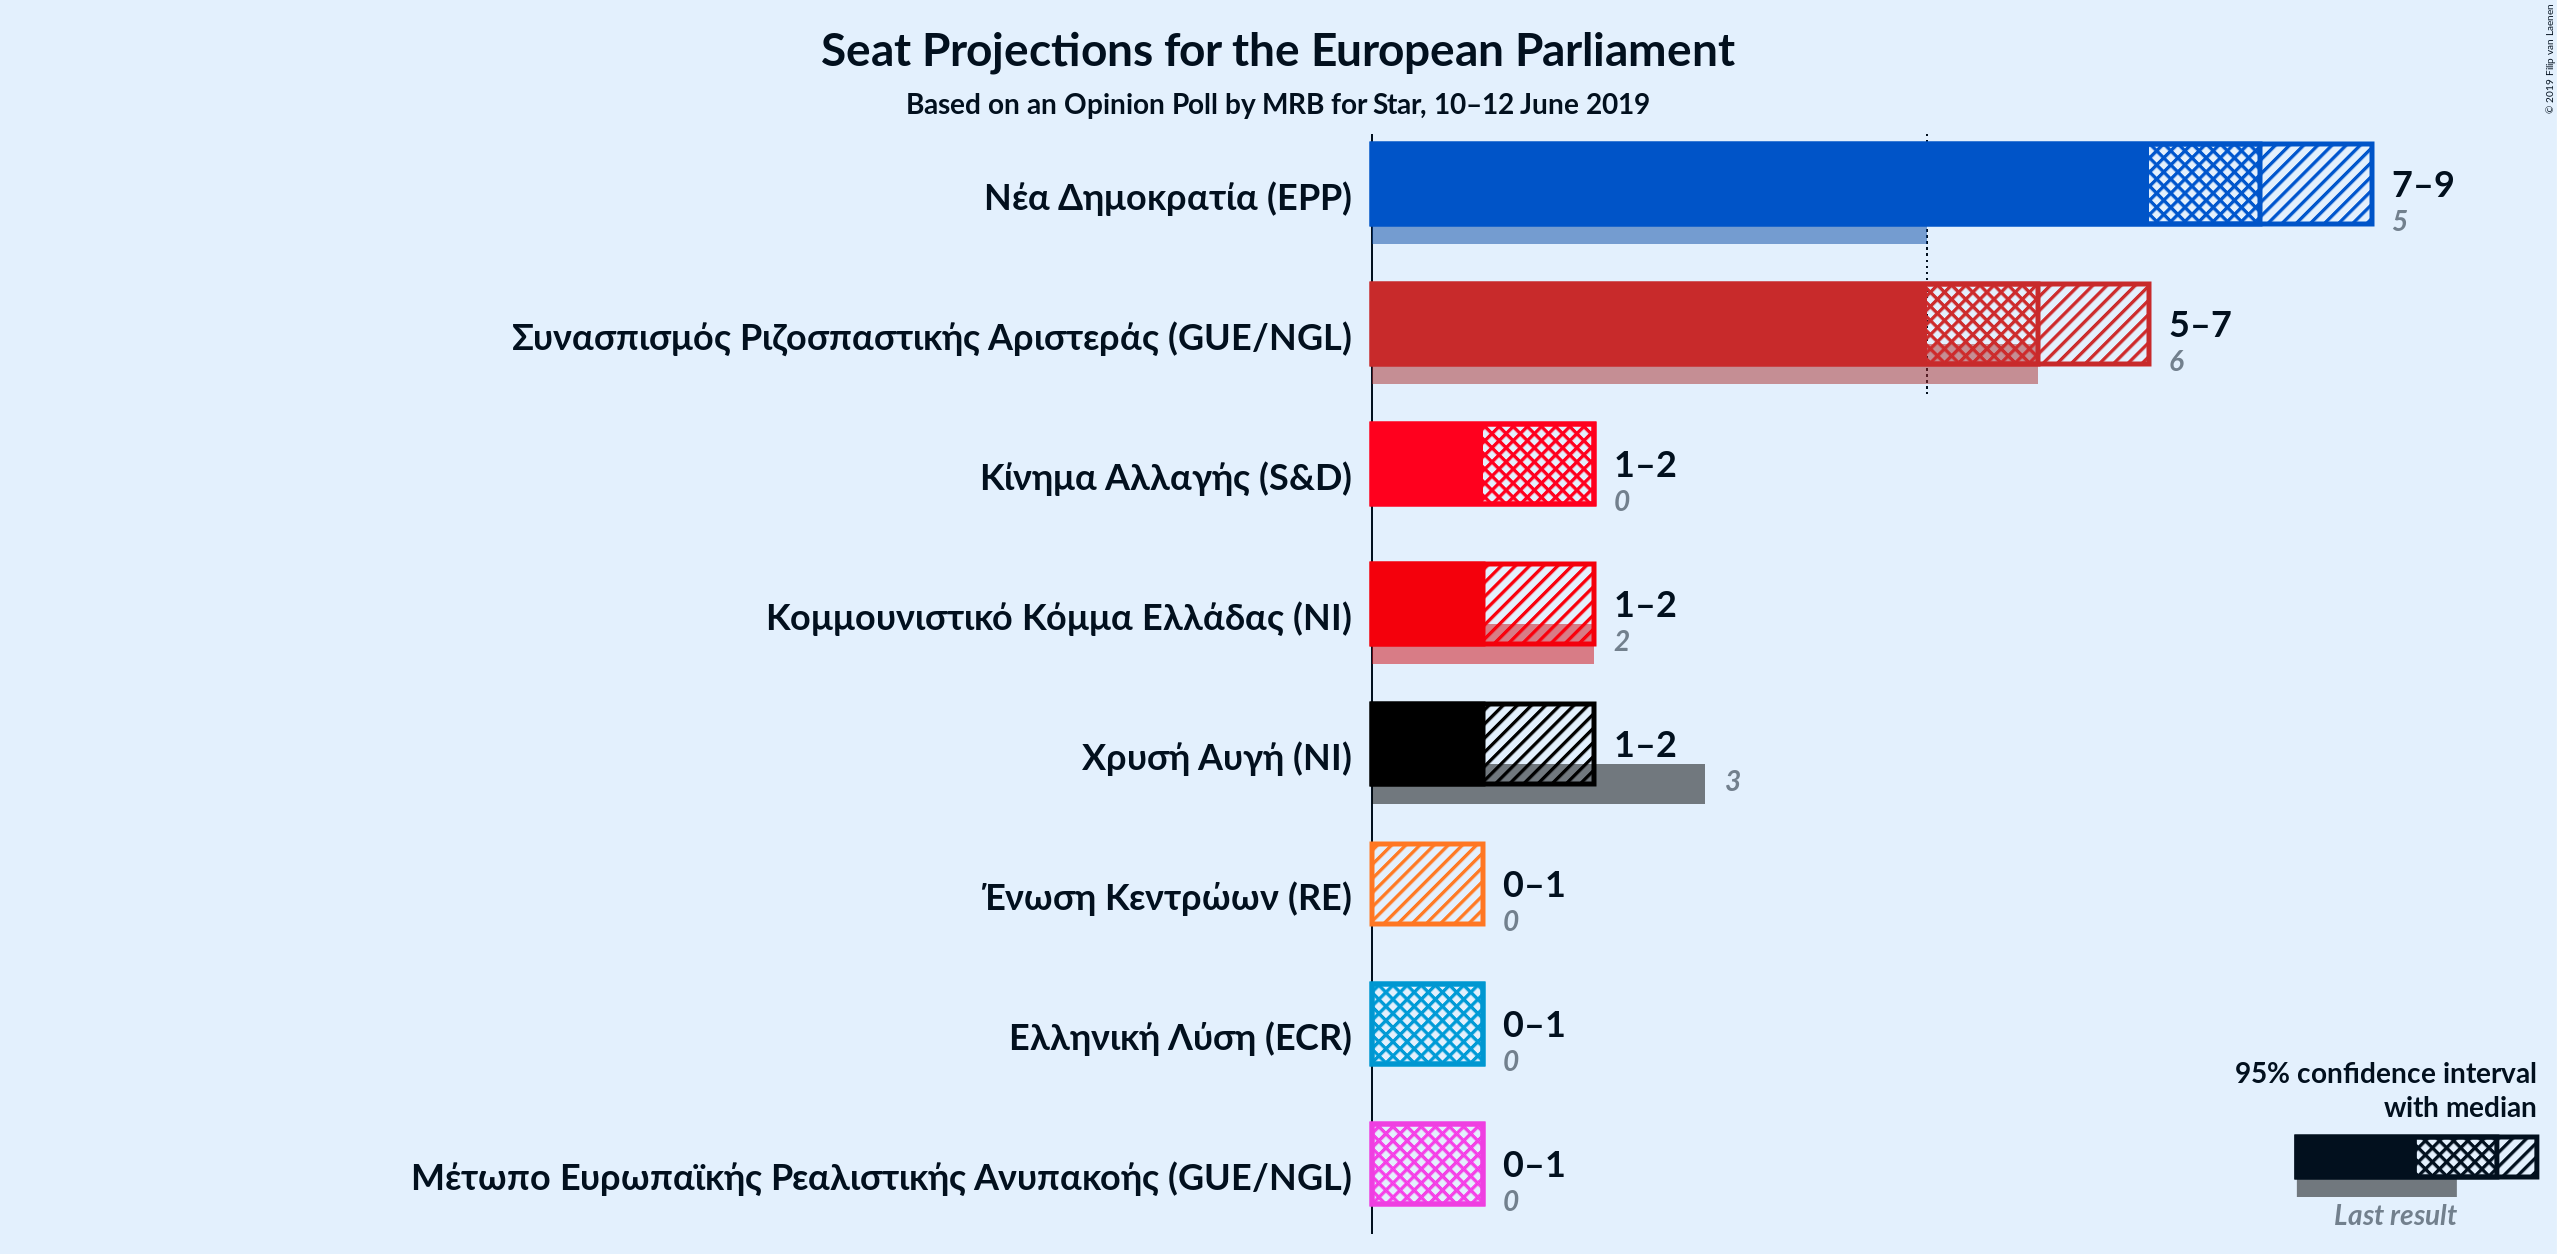 Seat Projections for the European Parliament
Based on an Opinion Poll by MRB for Star, 10–12 June 2019
© 2019 Filip van Laenen
Νέα Δημοκρατία (EPP)
7–9
5
Συνασπισμός Ριζοσπαστικής Αριστεράς (GUE/NGL)
5–7
6
Κίνημα Αλλαγής (S&D)
1–2
0
Κομμουνιστικό Κόμμα Ελλάδας (NI)
1–2
2
Χρυσή Αυγή (NI)
1–2
3
Ένωση Κεντρώων (RE)
0–1
0
Ελληνική Λύση (ECR)
0–1
0
Μέτωπο Ευρωπαϊκής Ρεαλιστικής Ανυπακοής (GUE/NGL)
0–1
0
95% confidence interval
with median
Last result